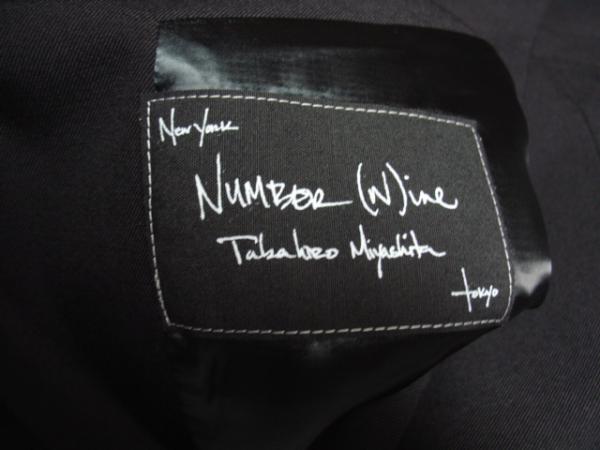 New York
NUMBER (N)ine
Takahiro Miyashita
tokyo